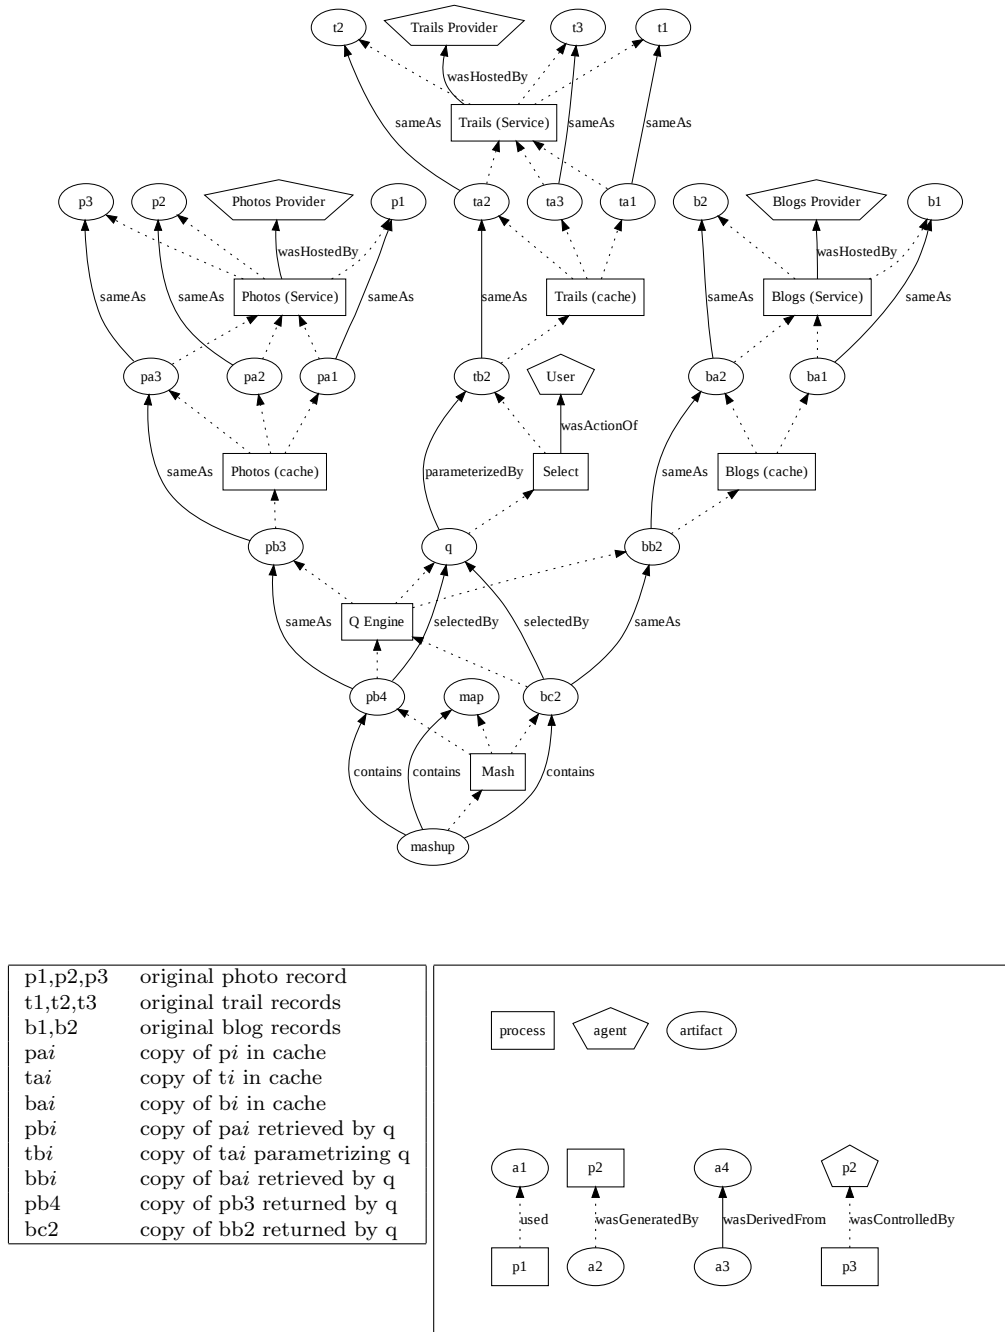 t2 Trails Provider t3 t1
wasHostedBy
sameAs Trails (Service) sameAs sameAs
p3 p2 Photos Provider p1 ta2 ta3 ta1 b2 Blogs Provider b1
wasHostedBy wasHostedBy
sameAs sameAs Photos (Service) sameAs sameAs Trails (cache) sameAs Blogs (Service) sameAs
pa3 pa2 pa1 tb2 User ba2 ba1
wasActionOf
sameAs Photos (cache) parameterizedBy Select sameAs Blogs (cache)
pb3 q bb2
sameAs Q Engine selectedBy selectedBy sameAs
pb4 map bc2
contains contains Mash contains
mashup
p1,p2,p3 original photo record
t1,t2,t3 original trail records
b1,b2 original blog records
pai copy of pi in cache
tai copy of ti in cache
bai copy of bi in cache
pbi copy of pai retrieved by q
tbi copy of tai parametrizing q
bbi copy of bai retrieved by q
pb4 copy of pb3 returned by q
bc2 copy of bb2 returned by q
process agent artifact
a1 p2 a4 p2
used wasGeneratedBy wasDerivedFrom wasControlledBy
p1 a2 a3 p3